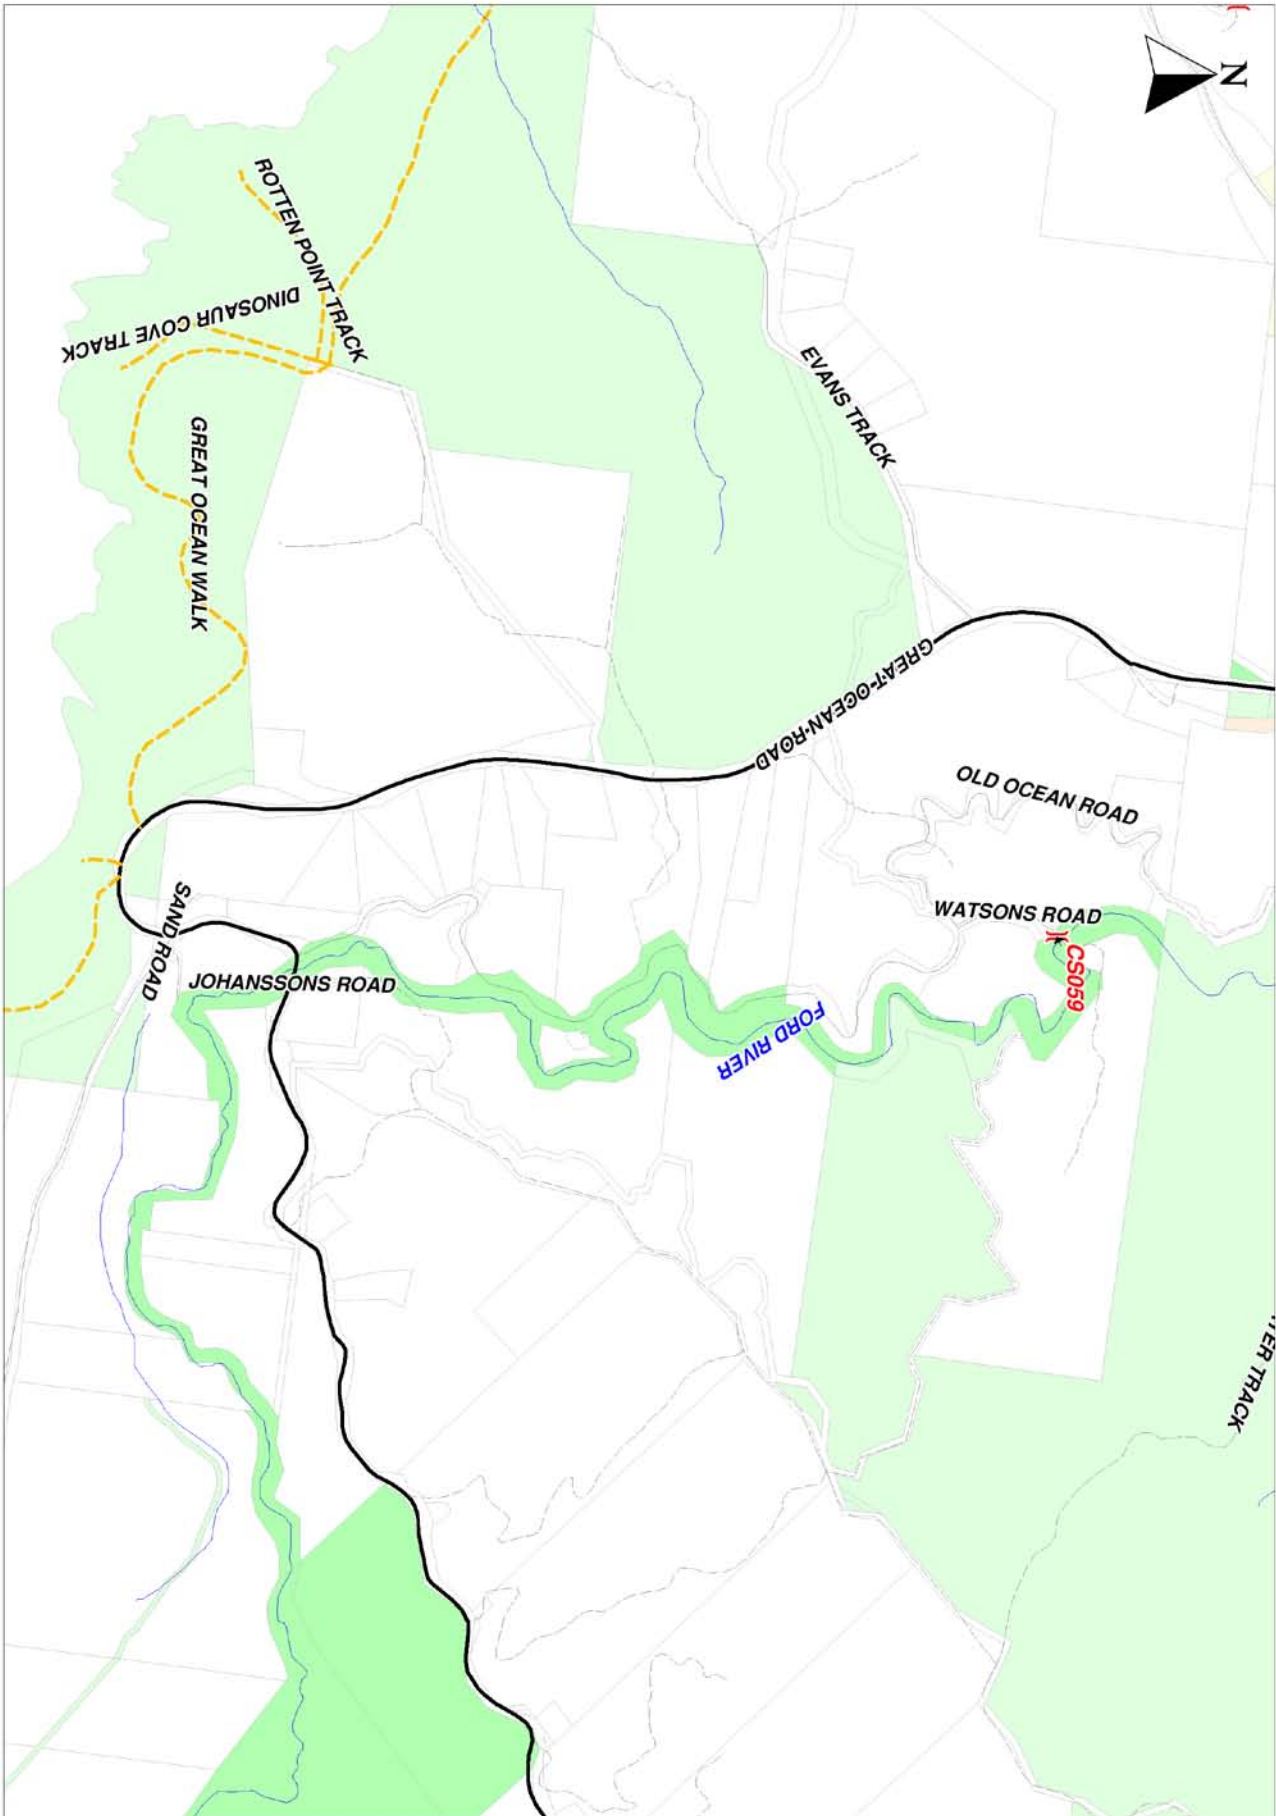 N
ROTTEN POINT TRACK
DINOSAUR COVE TRACK
EVANS TRACK
GREAT OCEAN WALK
GREAT-OCEAN-ROAD
OLD OCEAN ROAD
WATSONS ROAD
SAND ROAD
CS059
JOHANSSONS ROAD
FORD RIVER
TRACK